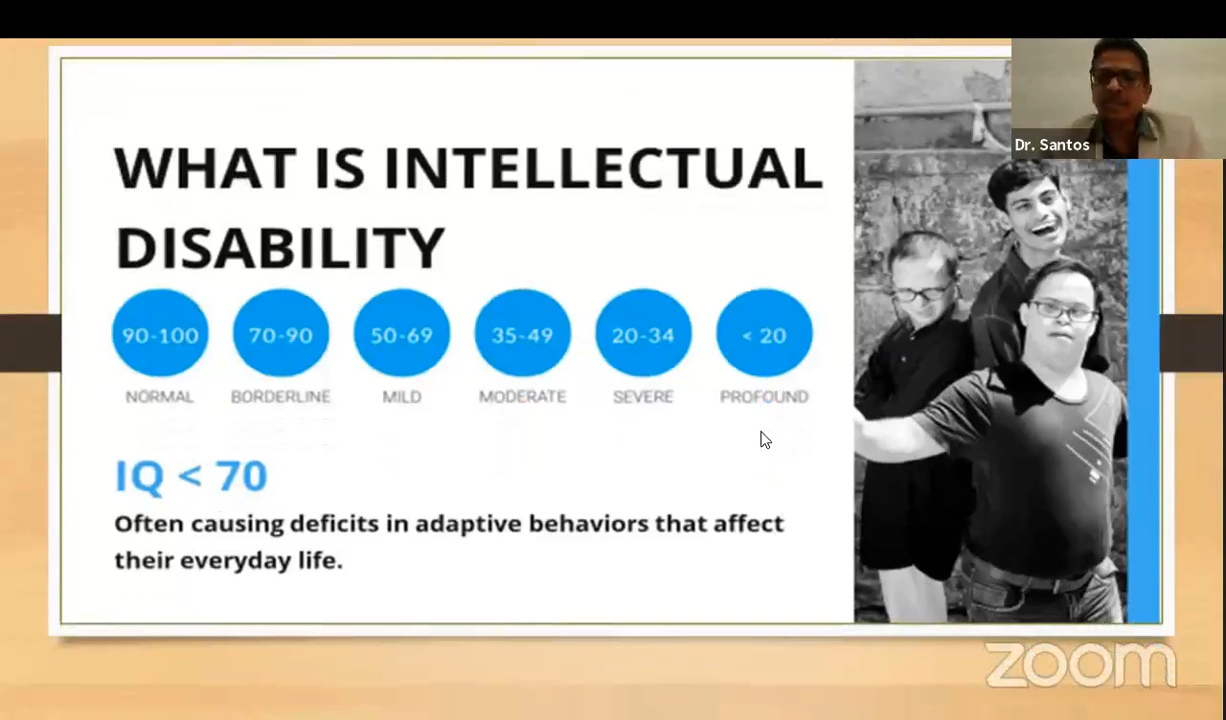 Dr. Santos
WHAT IS INTELLECTUAL
DISABILITY
90-100 70-90 50-69 35-49 20-34 < 20
NORMAL BORDERLINE MILD MODERATE SEVERE PROFOUND
IQ < 70
Often causing deficits in adaptive behaviors that affect
their everyday life.
zoom